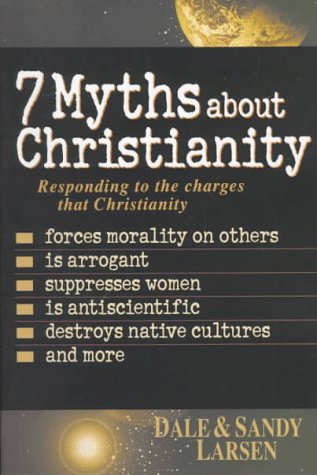 7 Myths about
Christianity
Responding to the charges
that Christianity
forces morality on others
is arrogant
suppresses women
is antiscientific
destroys native cultures
and more
DALE & SANDY
LARSEN